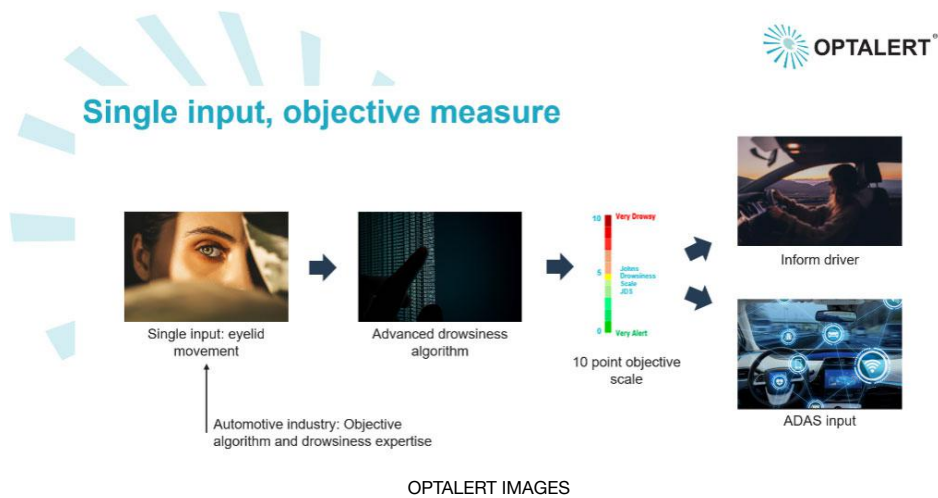 OPTALERT®
Single input, objective measure
Single input: eyelid
movement
Advanced drowsiness
algorithm
10
Very Drowsy
5
Johns
Drowsiness
Scale
JDS
0
Very Alert
10 point objective
scale
Inform driver
ADAS input
Automotive industry: Objective
algorithm and drowsiness expertise
OPTALERT IMAGES